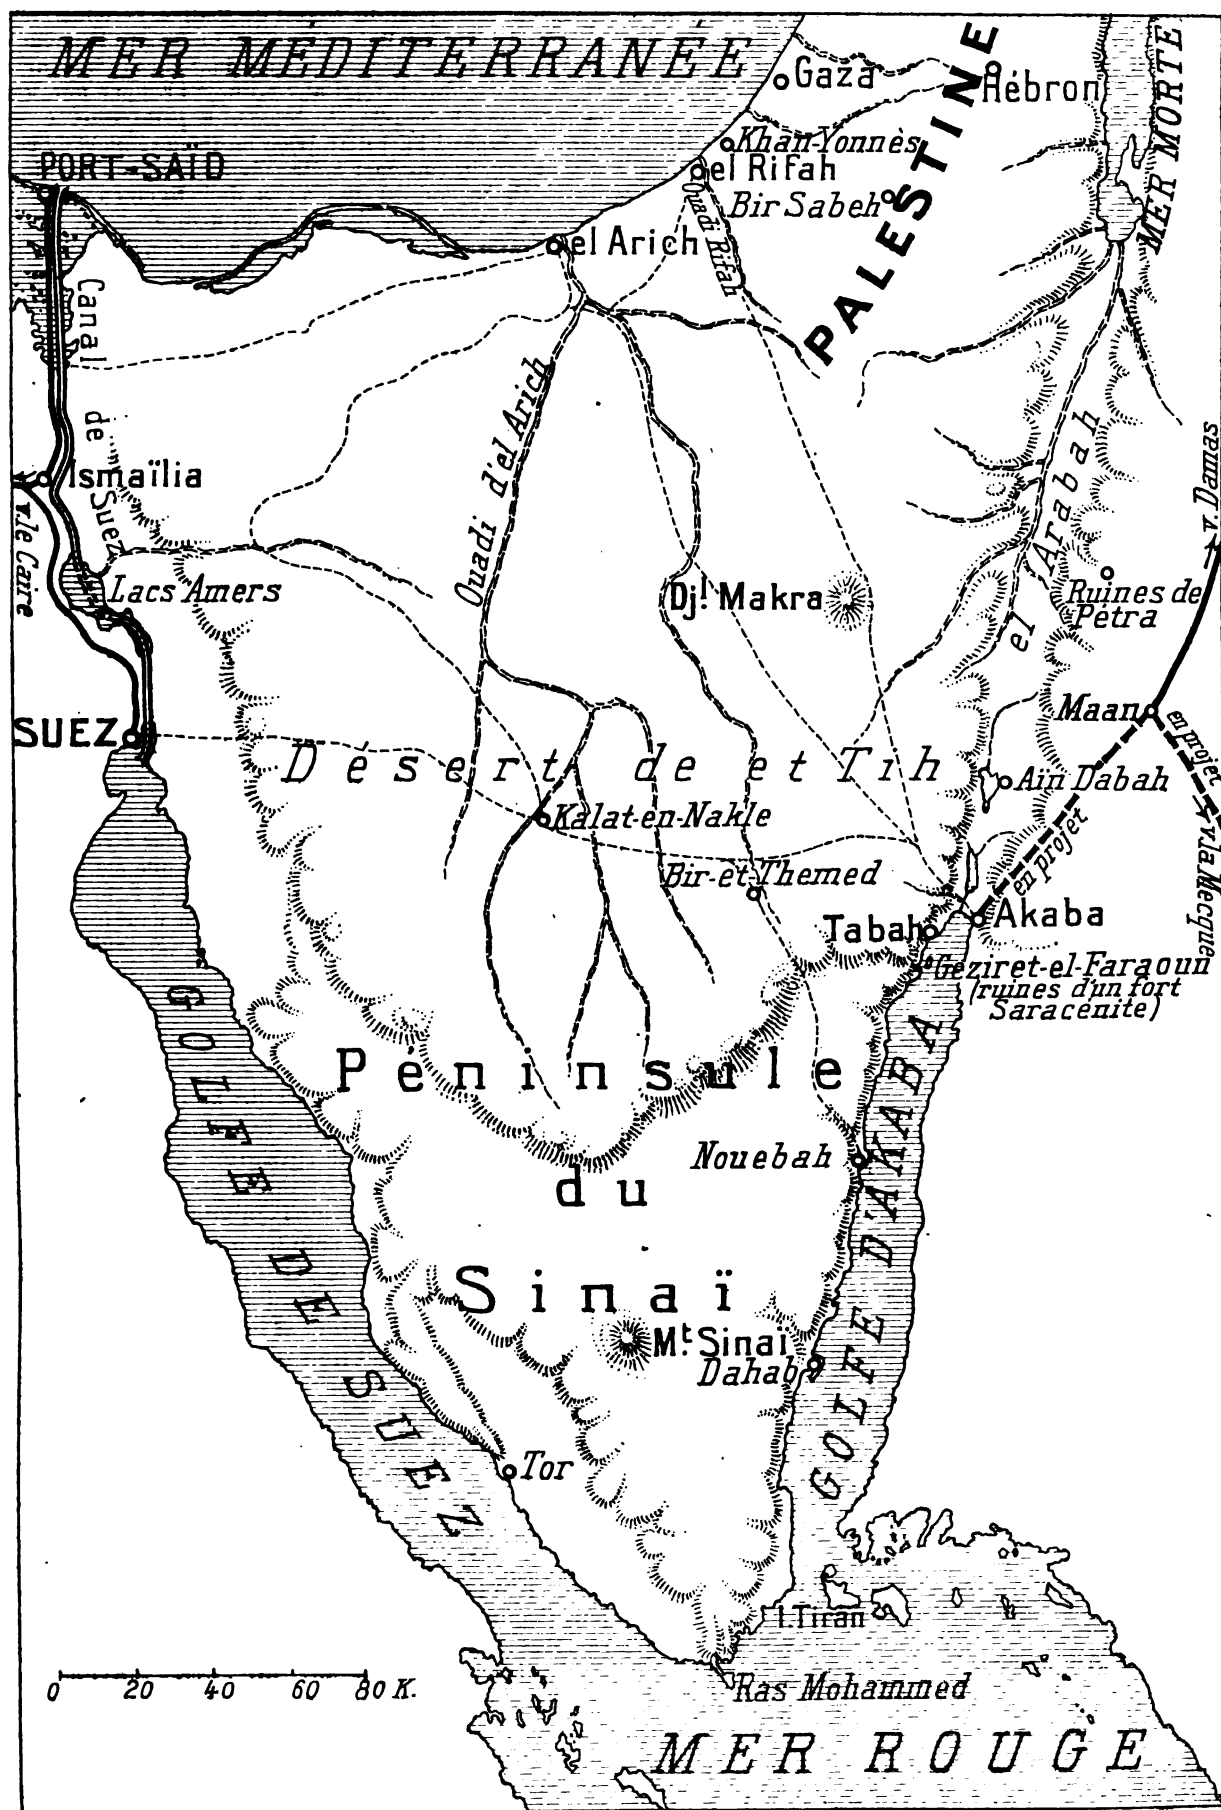 MER MÉDITERRANÉE
Gaza
Hébron
MER MORTE
Khan-Yonnès
PORT-SAÏD
el Rifah
Bir Sabeh
Ouadi Rifah
PALESTINE
el Arich
Canal de Suez
Ouadi d'el Arich
Ismaïlia
v. le Caire
v. Damas
el Arabah
Lacs Amers
Dj.! Makra
Ruines de
Pétra
Maan
SUEZ
en projet
Désert de et Tih
Aïn Dabah
Kalat-en-Nakle
en projet
v. la Mecque
Bir-et-Themed
Tabah
Akaba
Géziret-el-Faraoun
(ruines d'un fort
Saracénite)
GOLFE DE SUEZ
Péninsule
du
Sinaï
Nouebah
GOLFE D'AKABA
Mt. Sinaï
Dahab
Tor
I. Tiran
0 20 40 60 80 K.
Ras Mohammed
MER ROUGE